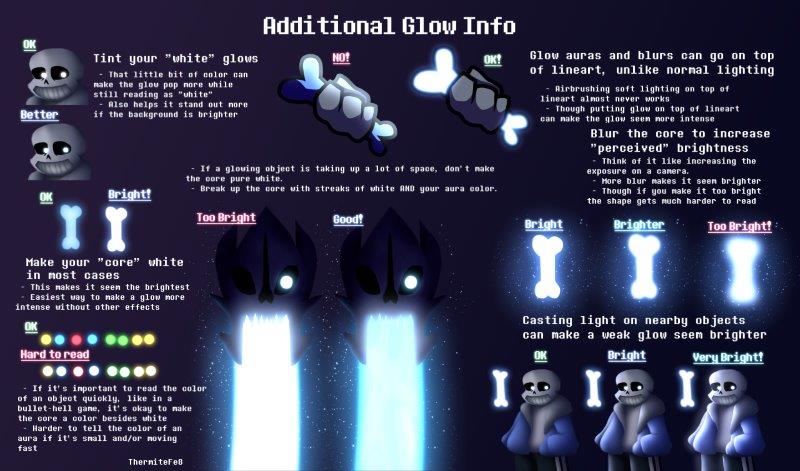 Additional Glow Info
OK
Tint your "white" glows
- That little bit of color can
make the glow pop more while
still reading as "white"
- Also helps it stand out more
if the background is brighter
Better
NO!
OK!
- If a glowing object is taking up a lot of space, don't make
the core pure white.
- Break up the core with streaks of white AND your aura color.
Glow auras and blurs can go on top
of lineart, unlike normal lighting
- Airbrushing soft lighting on top of
lineart almost never works
- Though putting glow on top of lineart
can make the glow seem more intense
Blur the core to increase
"perceived" brightness
- Think of it like increasing the
exposure on a camera.
- More blur makes it seem brighter
- Though if you make it too bright
the shape gets much harder to read
OK
Bright!
Make your "core" white
in most cases
- This makes it seem the brightest
- Easiest way to make a glow more
intense without other effects
Too Bright
Good!
Bright
Brighter
Too Bright!
OK
Hard to read
- If it's important to read the color
of an object quickly, like in a
bullet-hell game, it's okay to make
the core a color besides white
- Harder to tell the color of an
aura if it's small and/or moving
fast
Casting light on nearby objects
can make a weak glow seem brighter
OK
Bright
Very Bright!
ThermiteFe8